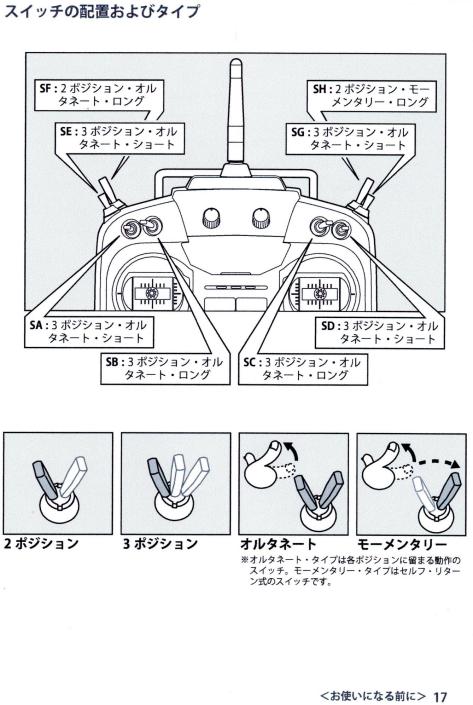 スイッチの配置およびタイプ
SF : 2 ポジション・オル
タネート・ロング
SE : 3 ポジション・オル
タネート・ショート
SH : 2 ポジション・モー
メンタリー・ロング
SG : 3 ポジション・オル
タネート・ショート
SA : 3 ポジション・オル
タネート・ショート
SB : 3 ポジション・オル
タネート・ロング
SC : 3 ポジション・オル
タネート・ロング
SD : 3 ポジション・オル
タネート・ショート
2 ポジション
3 ポジション
オルタネート
モーメンタリー
※オルタネート・タイプは各ポジションに留まる動作の
スイッチ。モーメンタリー・タイプはセルフ・リター
ン式のスイッチです。
＜お使いになる前に＞ 17